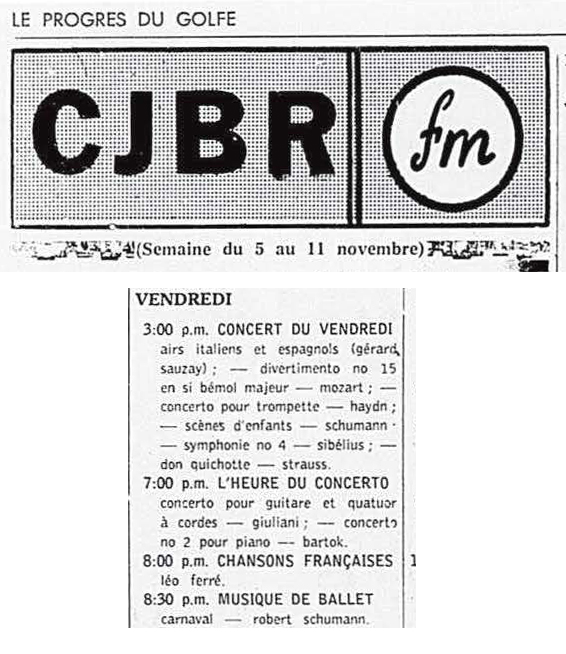 LE PROGRES DU GOLFE
CJBR fm
(Semaine du 5 au 11 novembre)
VENDREDI
3:00 p.m. CONCERT DU VENDREDI
airs italiens et espagnols (gérard
sauzay) ; — divertimento no 15
en si bémol majeur — mozart ; —
concerto pour trompette — haydn ;
— scènes d'enfants — schumann
— symphonie no 4 — sibélius ; —
don quichotte — strauss.
7:00 p.m. L'HEURE DU CONCERTO
concerto pour guitare et quatuor
à cordes — giuliani ; — concerto
no 2 pour piano — bartok.
8:00 p.m. CHANSONS FRANÇAISES
léo ferré.
8:30 p.m. MUSIQUE DE BALLET
carnaval — robert schumann.